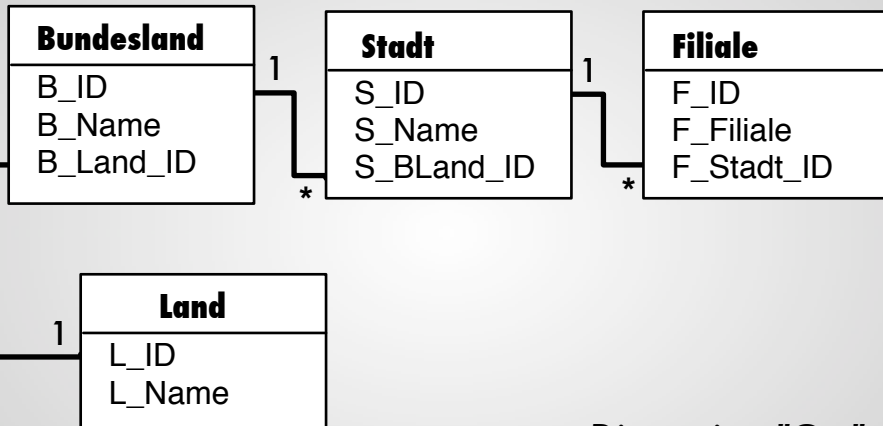 Bundesland
B_ID
B_Name
B_Land_ID
1
*
Stadt
S_ID
S_Name
S_BLand_ID
1
*
Filiale
F_ID
F_Filiale
F_Stadt_ID
1
Land
L_ID
L_Name